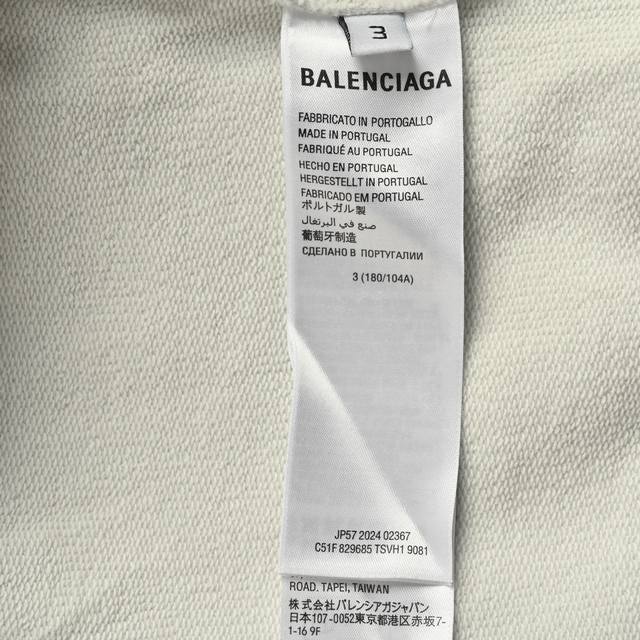 3
BALENCIAGA
FABBRICATO IN PORTOGALLO
MADE IN PORTUGAL
FABRIQUÉ AU PORTUGAL
HECHO EN PORTUGAL
HERGESTELLT IN PORTUGAL
FABRICADO EM PORTUGAL
ポルトガル製
صنع في البرتغال
葡萄牙制造
СДЕЛАНО В ПОРТУГАЛИИ
3 (180/104A)
JP57 2024 02367
C51F 829685 TSVH1 9081
ROAD. TAPEI, TAIWAN
株式会社バレンシアガジャパン
日本107-0052東京都港区赤坂7-
1-16 9F